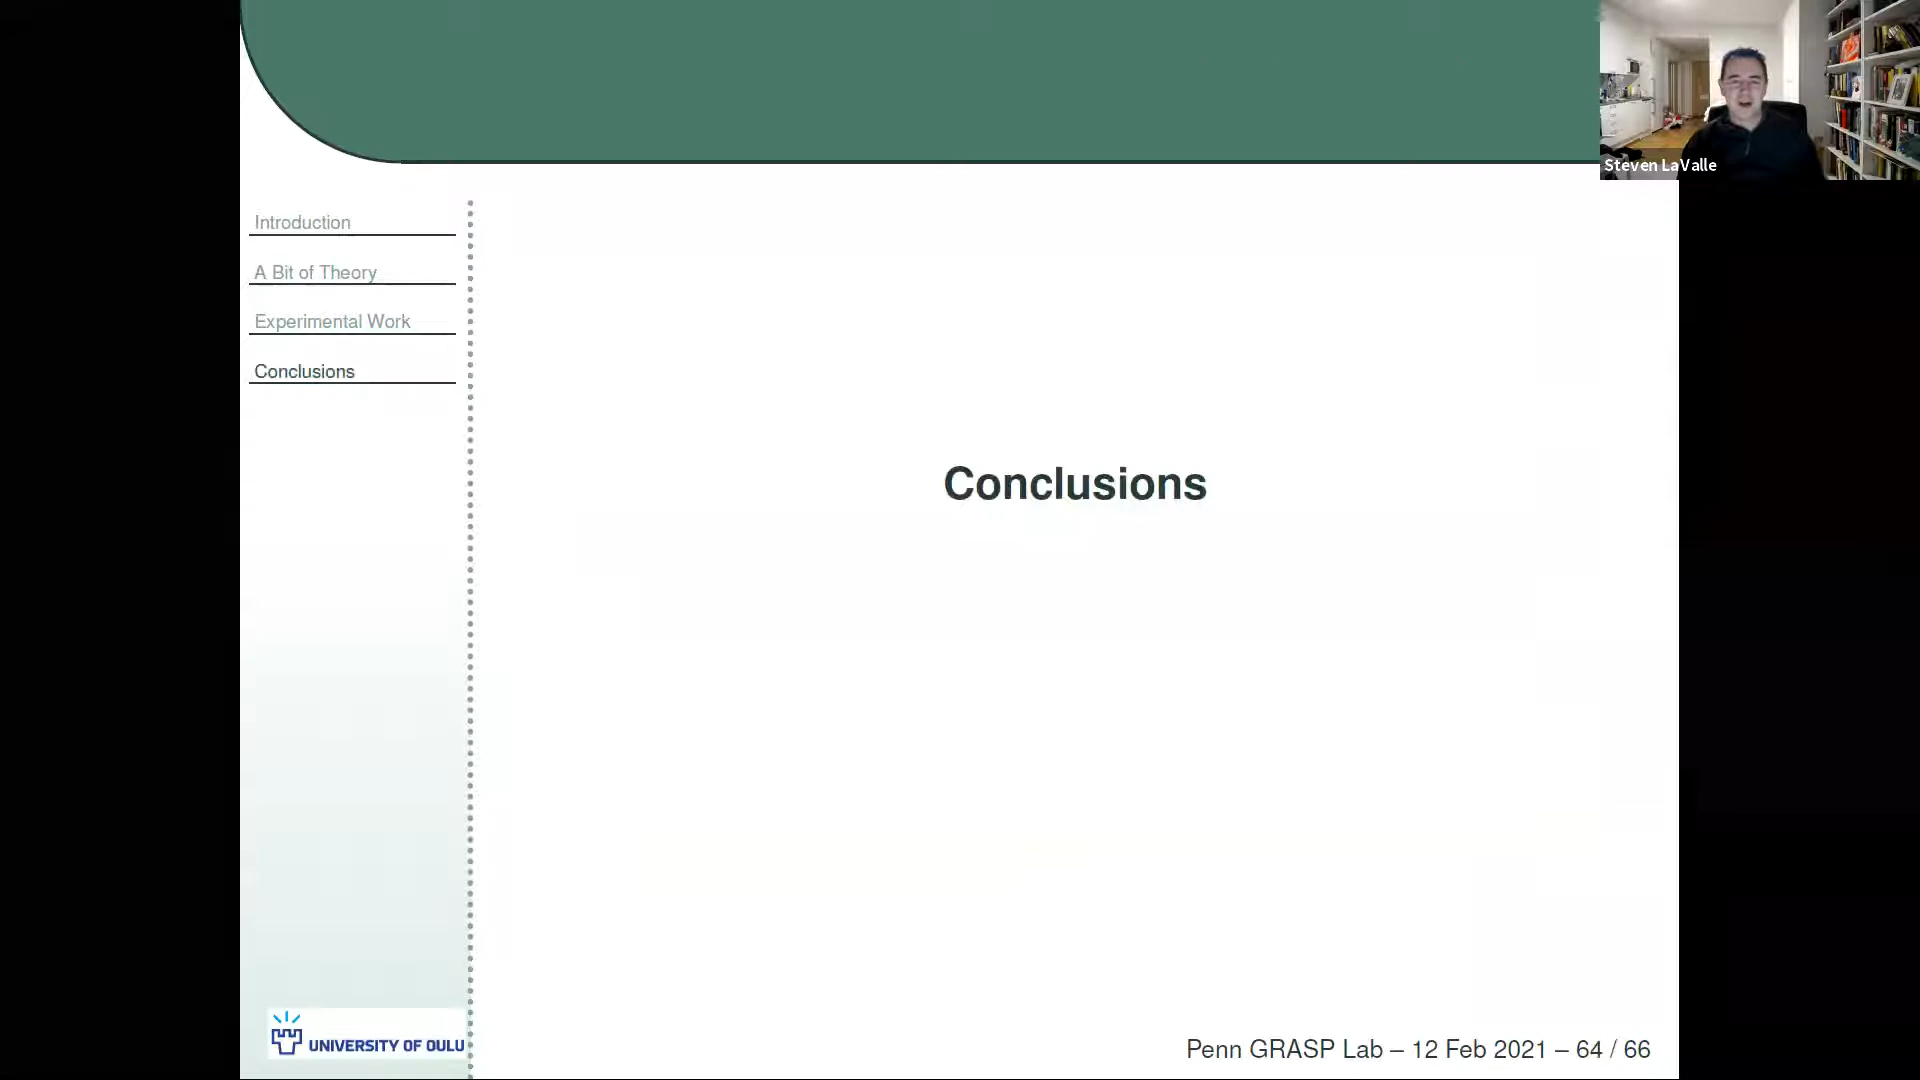 Steven LaValle
Introduction
A Bit of Theory
Experimental Work
Conclusions
Conclusions
UNIVERSITY OF OULU
Penn GRASP Lab – 12 Feb 2021 – 64 / 66